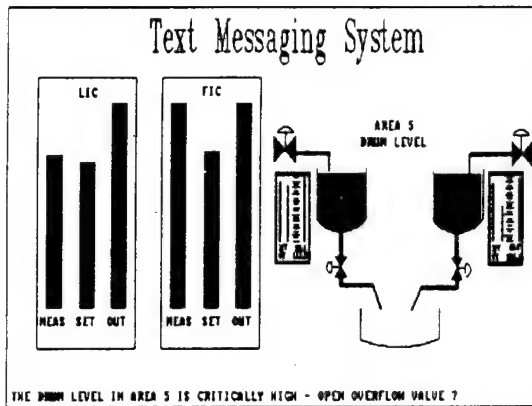 Text Messaging System
LIC
FIC
AREA 5
DRUM LEVEL
MEAS SET OUT
MEAS SET OUT
THE DRUM LEVEL IN AREA 5 IS CRITICALLY HIGH - OPEN OVERFLOW VALVE ?